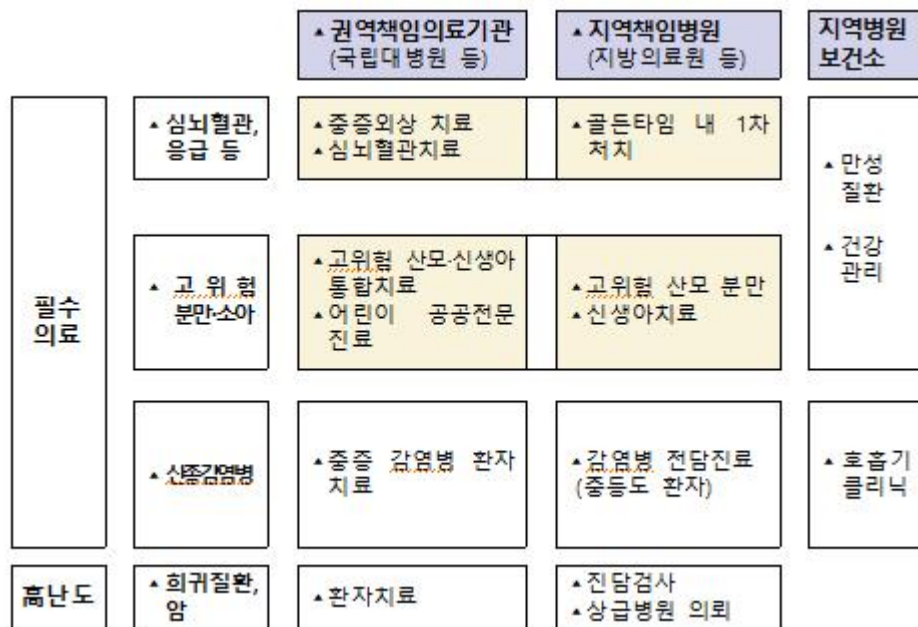 ▲권역책임의료기관
(국립대병원 등)
▲지역책임병원
(지방의료원 등)
지역병원
보건소
필수
의료
▲심뇌혈관,
응급 등
▲중증외상 치료
▲심뇌혈관치료
▲골든타임 내 1차
처치
▲만성
질환
▲건강
관리
▲고 위 험
분만·소아
▲고위험 산모·신생아
통합치료
▲어린이 공공전문
진료
▲고위험 산모 분만
▲신생아치료
▲신종감염병
▲중증 감염병 환자
치료
▲감염병 전담진료
(중등도 환자)
▲호흡기
클리닉
高난도
▲희귀질환,
암
▲환자치료
▲진담검사
▲상급병원 의뢰